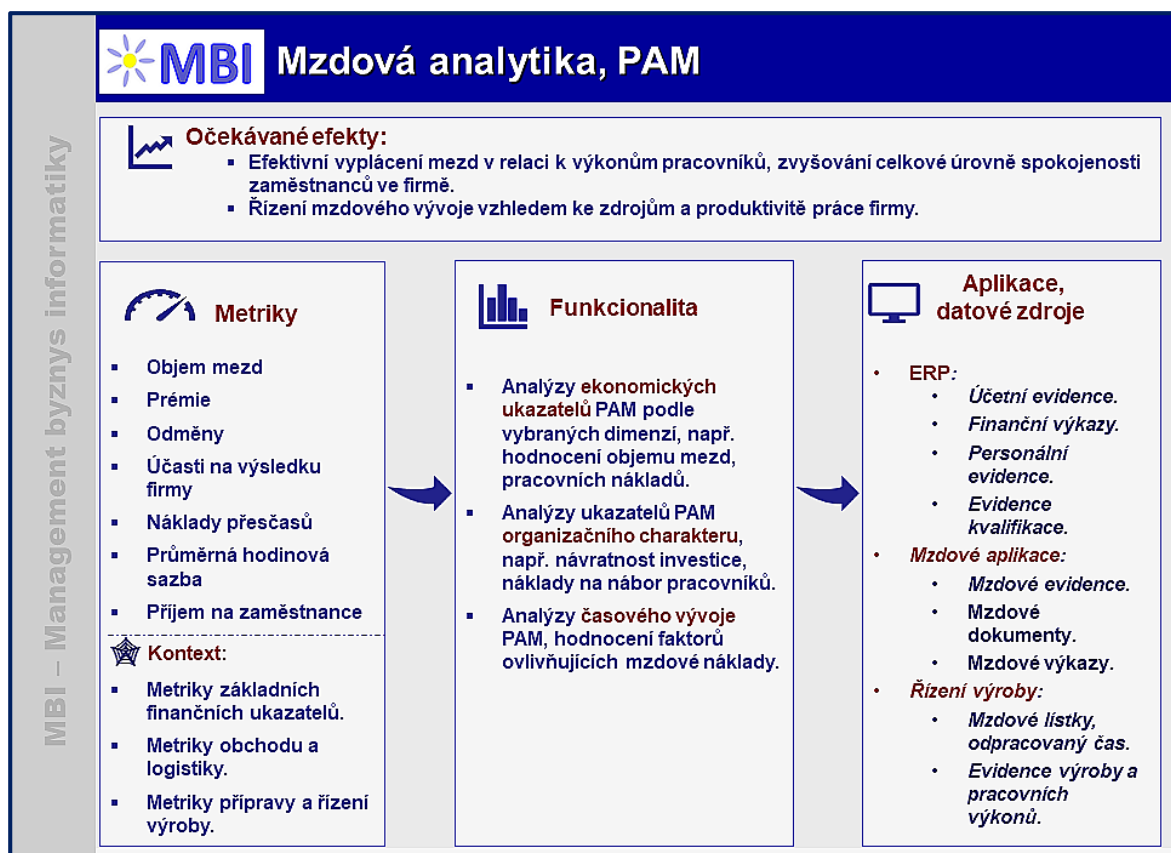 MBI
Mzdová analytika, PAM
MBI – Management byznys informatiky
Očekávané efekty:
▪ Efektivní vyplácení mezd v relaci k výkonům pracovníků, zvyšování celkové úrovně spokojenosti
zaměstnanců ve firmě.
▪ Řízení mzdového vývoje vzhledem ke zdrojům a produktivitě práce firmy.
Metriky
▪ Objem mezd
▪ Prémie
▪ Odměny
▪ Účasti na výsledku
firmy
▪ Náklady přesčasů
▪ Průměrná hodinová
sazba
▪ Příjem na zaměstnance
Kontext:
▪ Metriky základních
finančních ukazatelů.
▪ Metriky obchodu a
logistiky.
▪ Metriky přípravy a řízení
výroby.
Funkcionalita
▪ Analýzy ekonomických
ukazatelů PAM podle
vybraných dimenzí, např.
hodnocení objemu mezd,
pracovních nákladů.
▪ Analýzy ukazatelů PAM
organizačního charakteru,
např. návratnost investice,
náklady na nábor pracovníků.
▪ Analýzy časového vývoje
PAM, hodnocení faktorů
ovlivňujících mzdové náklady.
Aplikace,
datové zdroje
• ERP:
• Účetní evidence.
• Finanční výkazy.
• Personální
evidence.
• Evidence
kvalifikace.
• Mzdové aplikace:
• Mzdové evidence.
• Mzdové
dokumenty.
• Mzdové výkazy.
• Řízení výroby:
• Mzdové lístky,
odpracovaný čas.
• Evidence výroby a
pracovních
výkonů.